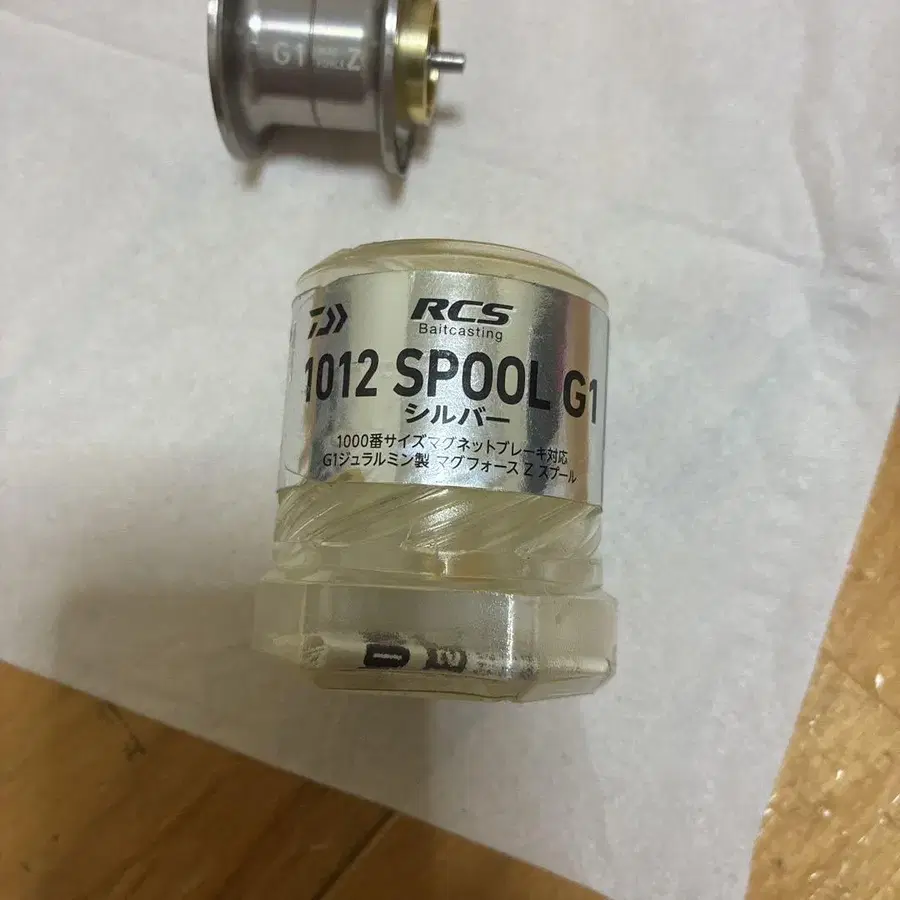 G1 MAG FORCE Z
RCS
Baitcasting
1012 SPOOL G1
シルバー
1000番サイズマグネットブレーキ対応
G1ジュラルミン製 マグフォース Z スプール